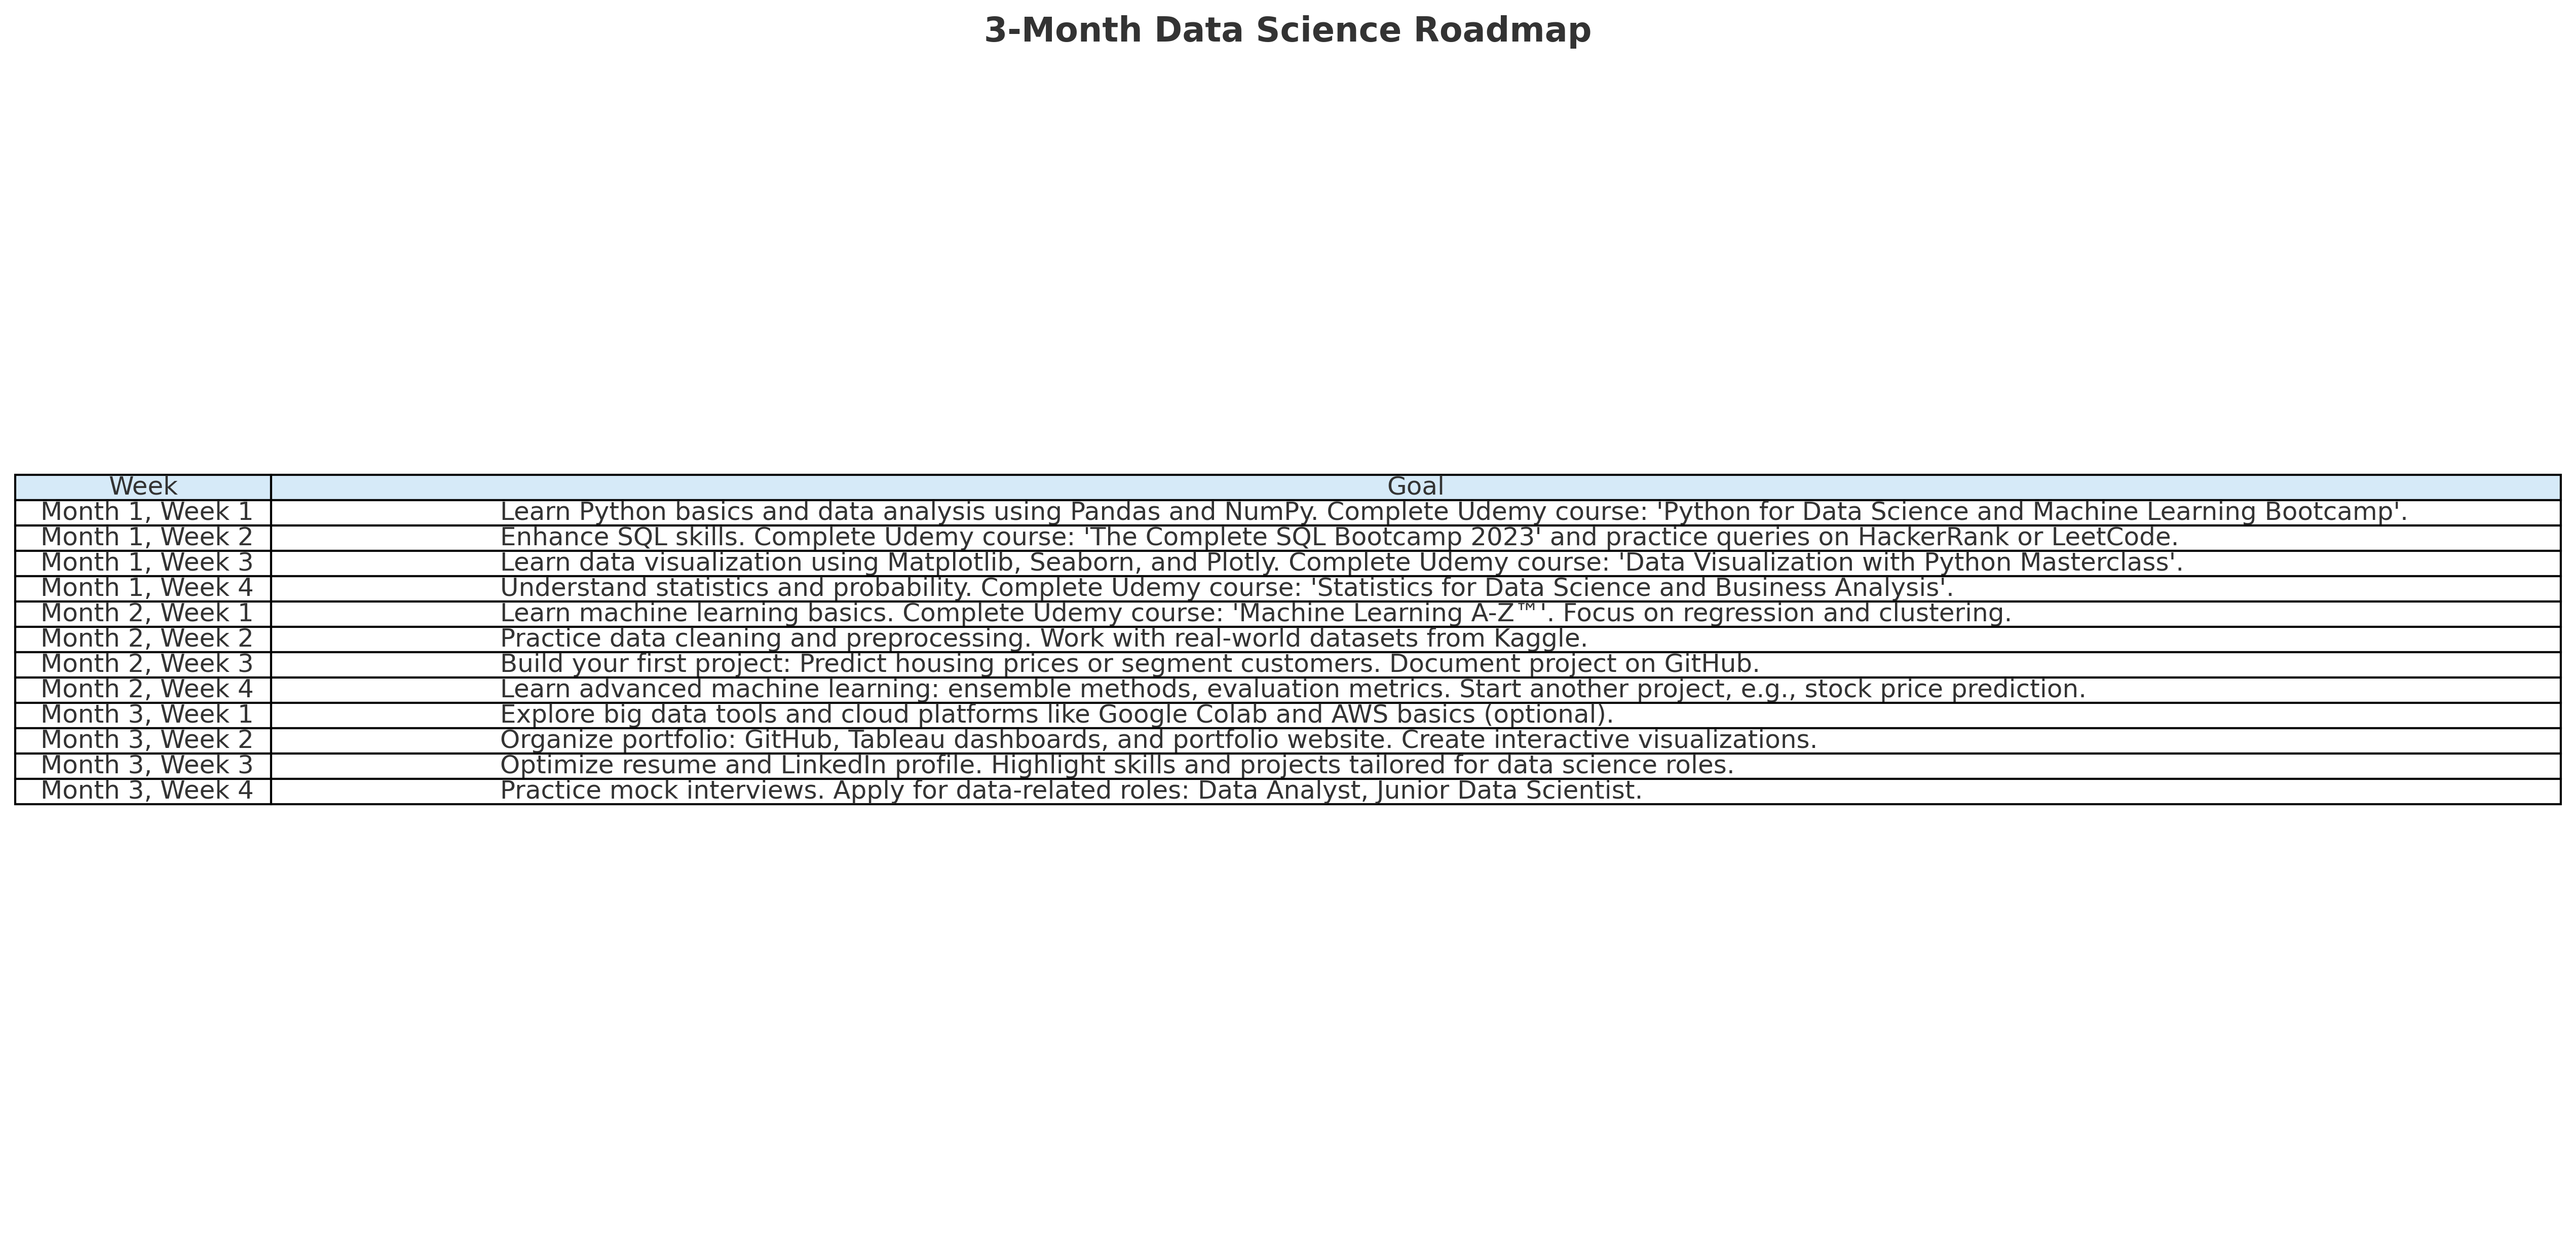 3-Month Data Science Roadmap
Week Goal
Month 1, Week 1 Learn Python basics and data analysis using Pandas and NumPy. Complete Udemy course: 'Python for Data Science and Machine Learning Bootcamp'.
Month 1, Week 2 Enhance SQL skills. Complete Udemy course: 'The Complete SQL Bootcamp 2023' and practice queries on HackerRank or LeetCode.
Month 1, Week 3 Learn data visualization using Matplotlib, Seaborn, and Plotly. Complete Udemy course: 'Data Visualization with Python Masterclass'.
Month 1, Week 4 Understand statistics and probability. Complete Udemy course: 'Statistics for Data Science and Business Analysis'.
Month 2, Week 1 Learn machine learning basics. Complete Udemy course: 'Machine Learning A-Z™'. Focus on regression and clustering.
Month 2, Week 2 Practice data cleaning and preprocessing. Work with real-world datasets from Kaggle.
Month 2, Week 3 Build your first project: Predict housing prices or segment customers. Document project on GitHub.
Month 2, Week 4 Learn advanced machine learning: ensemble methods, evaluation metrics. Start another project, e.g., stock price prediction.
Month 3, Week 1 Explore big data tools and cloud platforms like Google Colab and AWS basics (optional).
Month 3, Week 2 Organize portfolio: GitHub, Tableau dashboards, and portfolio website. Create interactive visualizations.
Month 3, Week 3 Optimize resume and LinkedIn profile. Highlight skills and projects tailored for data science roles.
Month 3, Week 4 Practice mock interviews. Apply for data-related roles: Data Analyst, Junior Data Scientist.